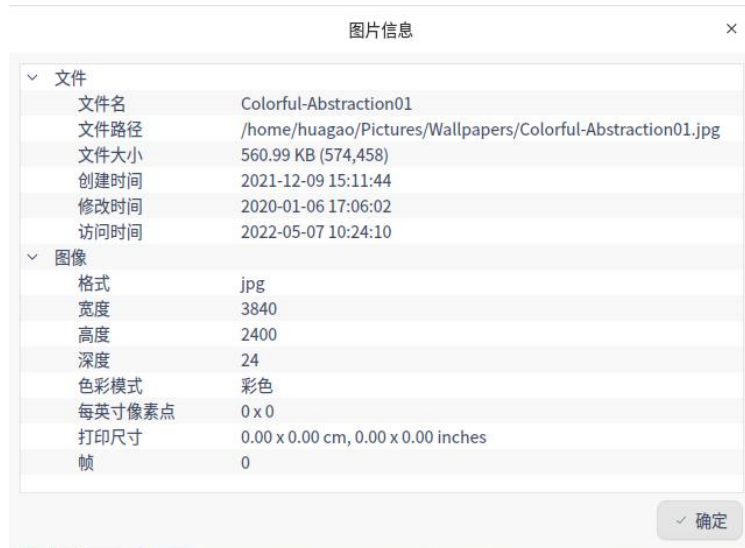 图片信息
文件
文件名 Colorful-Abstraction01
文件路径 /home/huagao/Pictures/Wallpapers/Colorful-Abstraction01.jpg
文件大小 560.99 KB (574,458)
创建时间 2021-12-09 15:11:44
修改时间 2020-01-06 17:06:02
访问时间 2022-05-07 10:24:10
图像
格式 jpg
宽度 3840
高度 2400
深度 24
色彩模式 彩色
每英寸像素点 0 x 0
打印尺寸 0.00 x 0.00 cm, 0.00 x 0.00 inches
帧 0
确定